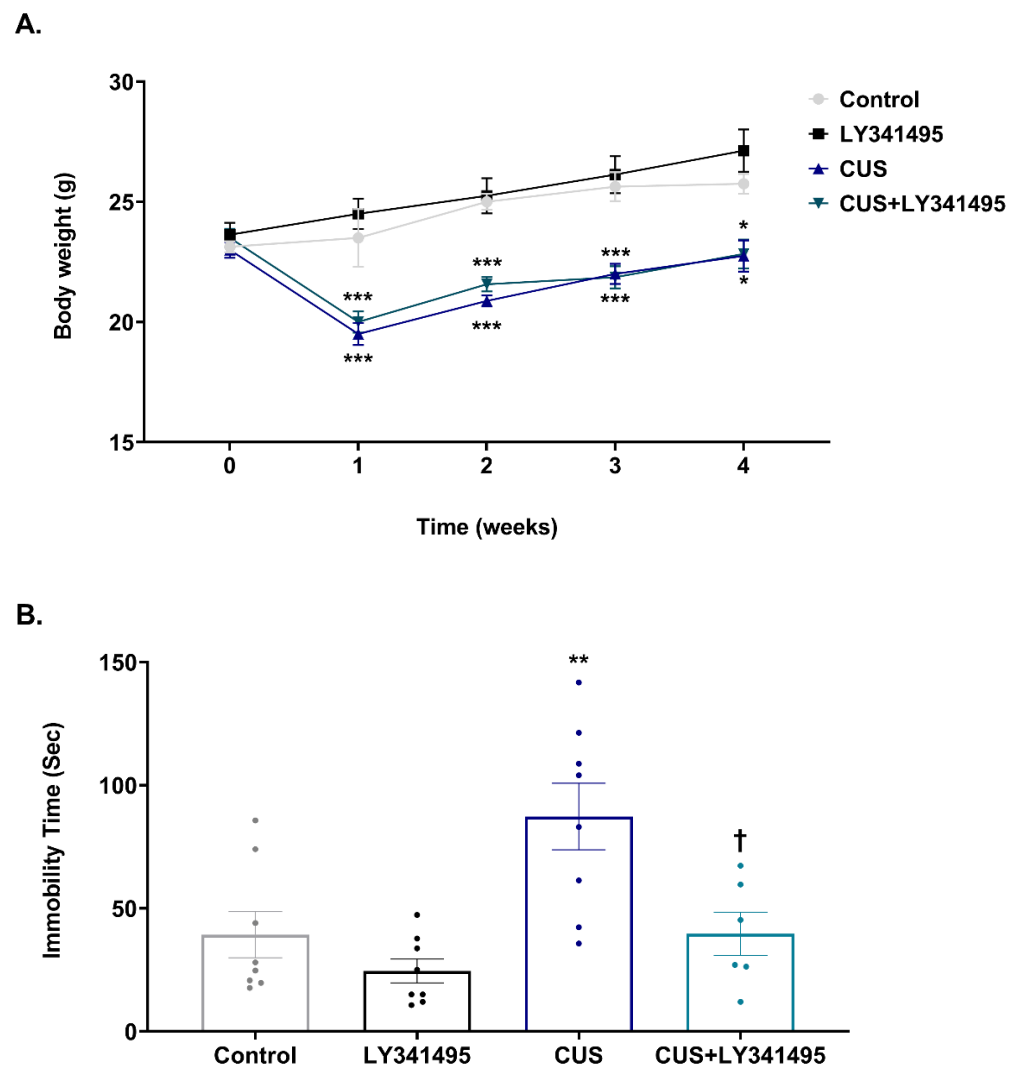 A.
30
25
20
15
Body weight (g)
Control
LY341495
CUS
CUS+LY341495
*
***
***
***
***
*
***
***
0 1 2 3 4
Time (weeks)
B.
150
100
50
0
Immobility Time (Sec)
**
†
Control LY341495 CUS CUS+LY341495